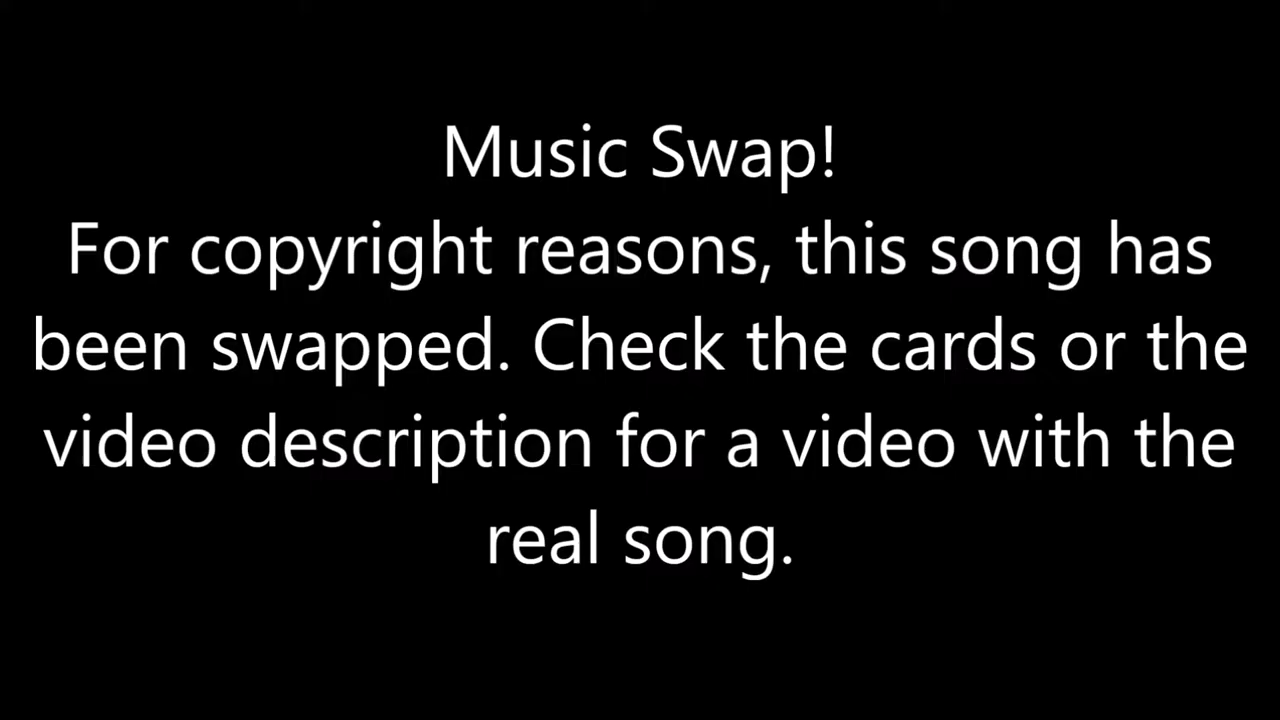 Music Swap!
For copyright reasons, this song has
been swapped. Check the cards or the
video description for a video with the
real song.